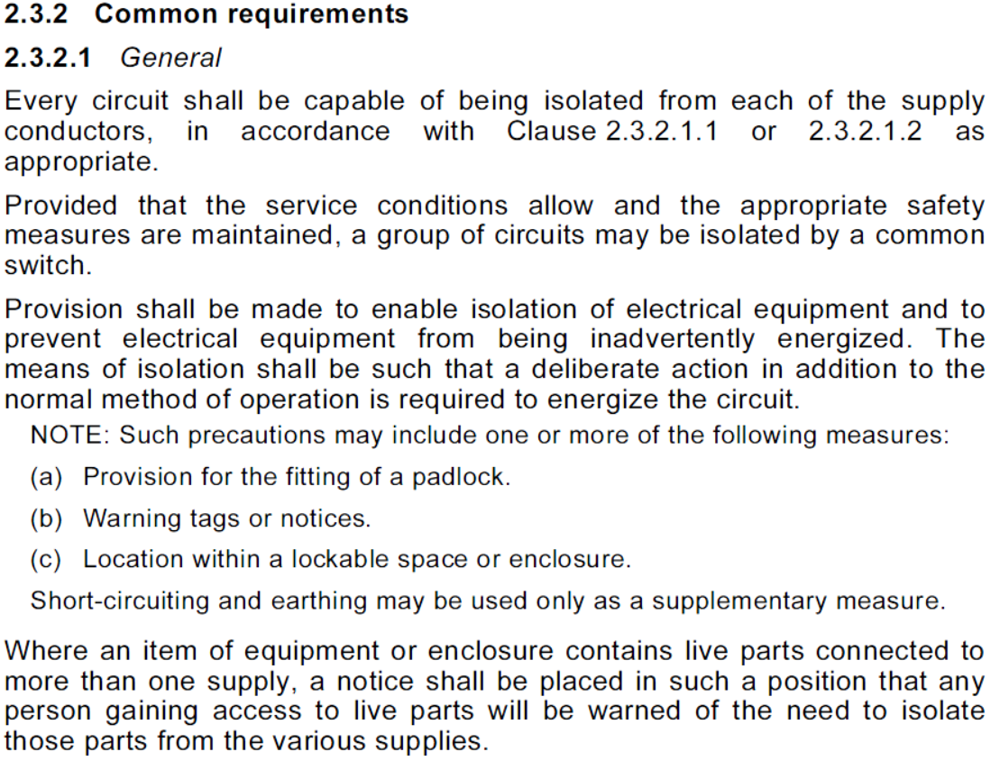 2.3.2 Common requirements
2.3.2.1 General
Every circuit shall be capable of being isolated from each of the supply
conductors, in accordance with Clause 2.3.2.1.1 or 2.3.2.1.2 as
appropriate.
Provided that the service conditions allow and the appropriate safety
measures are maintained, a group of circuits may be isolated by a common
switch.
Provision shall be made to enable isolation of electrical equipment and to
prevent electrical equipment from being inadvertently energized. The
means of isolation shall be such that a deliberate action in addition to the
normal method of operation is required to energize the circuit.
NOTE: Such precautions may include one or more of the following measures:
(a) Provision for the fitting of a padlock.
(b) Warning tags or notices.
(c) Location within a lockable space or enclosure.
Short-circuiting and earthing may be used only as a supplementary measure.
Where an item of equipment or enclosure contains live parts connected to
more than one supply, a notice shall be placed in such a position that any
person gaining access to live parts will be warned of the need to isolate
those parts from the various supplies.